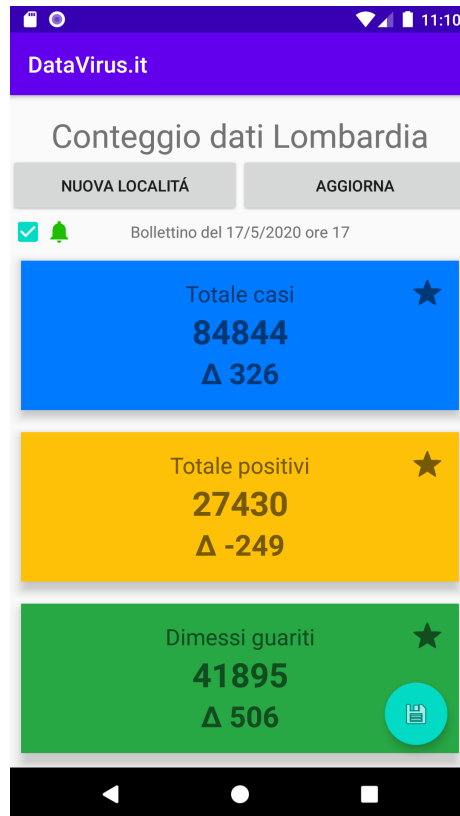 11:10
DataVirus.it
Conteggio dati Lombardia
NUOVA LOCALITÁ
AGGIORNA
Bollettino del 17/5/2020 ore 17
Totale casi
84844
Δ 326
Totale positivi
27430
Δ -249
Dimessi guariti
41895
Δ 506